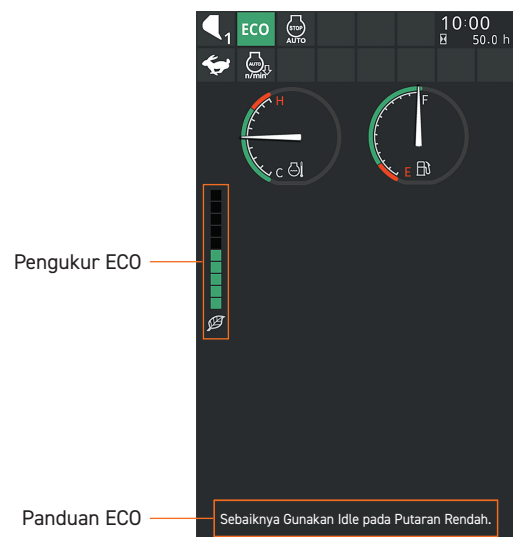 1 ECO STOP AUTO 10:00
50.0 h
AUTO n/min
H F
C E
Pengukur ECO
Panduan ECO
Sebaiknya Gunakan Idle pada Putaran Rendah.